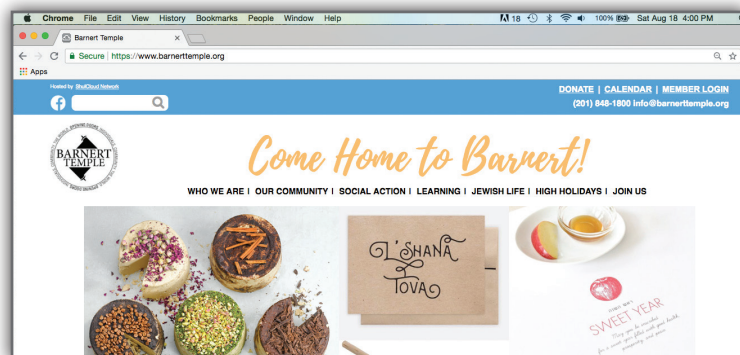 Chrome File Edit View History Bookmarks People Window Help 18 100% Sat Aug 18 4:00 PM
Barnert Temple
Secure https://www.barnerttemple.org
Apps
Hosted by ShulCloud Network
DONATE | CALENDAR | MEMBER LOGIN
(201) 848-1800 info@barnerttemple.org
BARNERT
TEMPLE
Come Home to Barnert!
WHO WE ARE | OUR COMMUNITY | SOCIAL ACTION | LEARNING | JEWISH LIFE | HIGH HOLIDAYS | JOIN US
L'SHANA
TOVA
SWEET YEAR